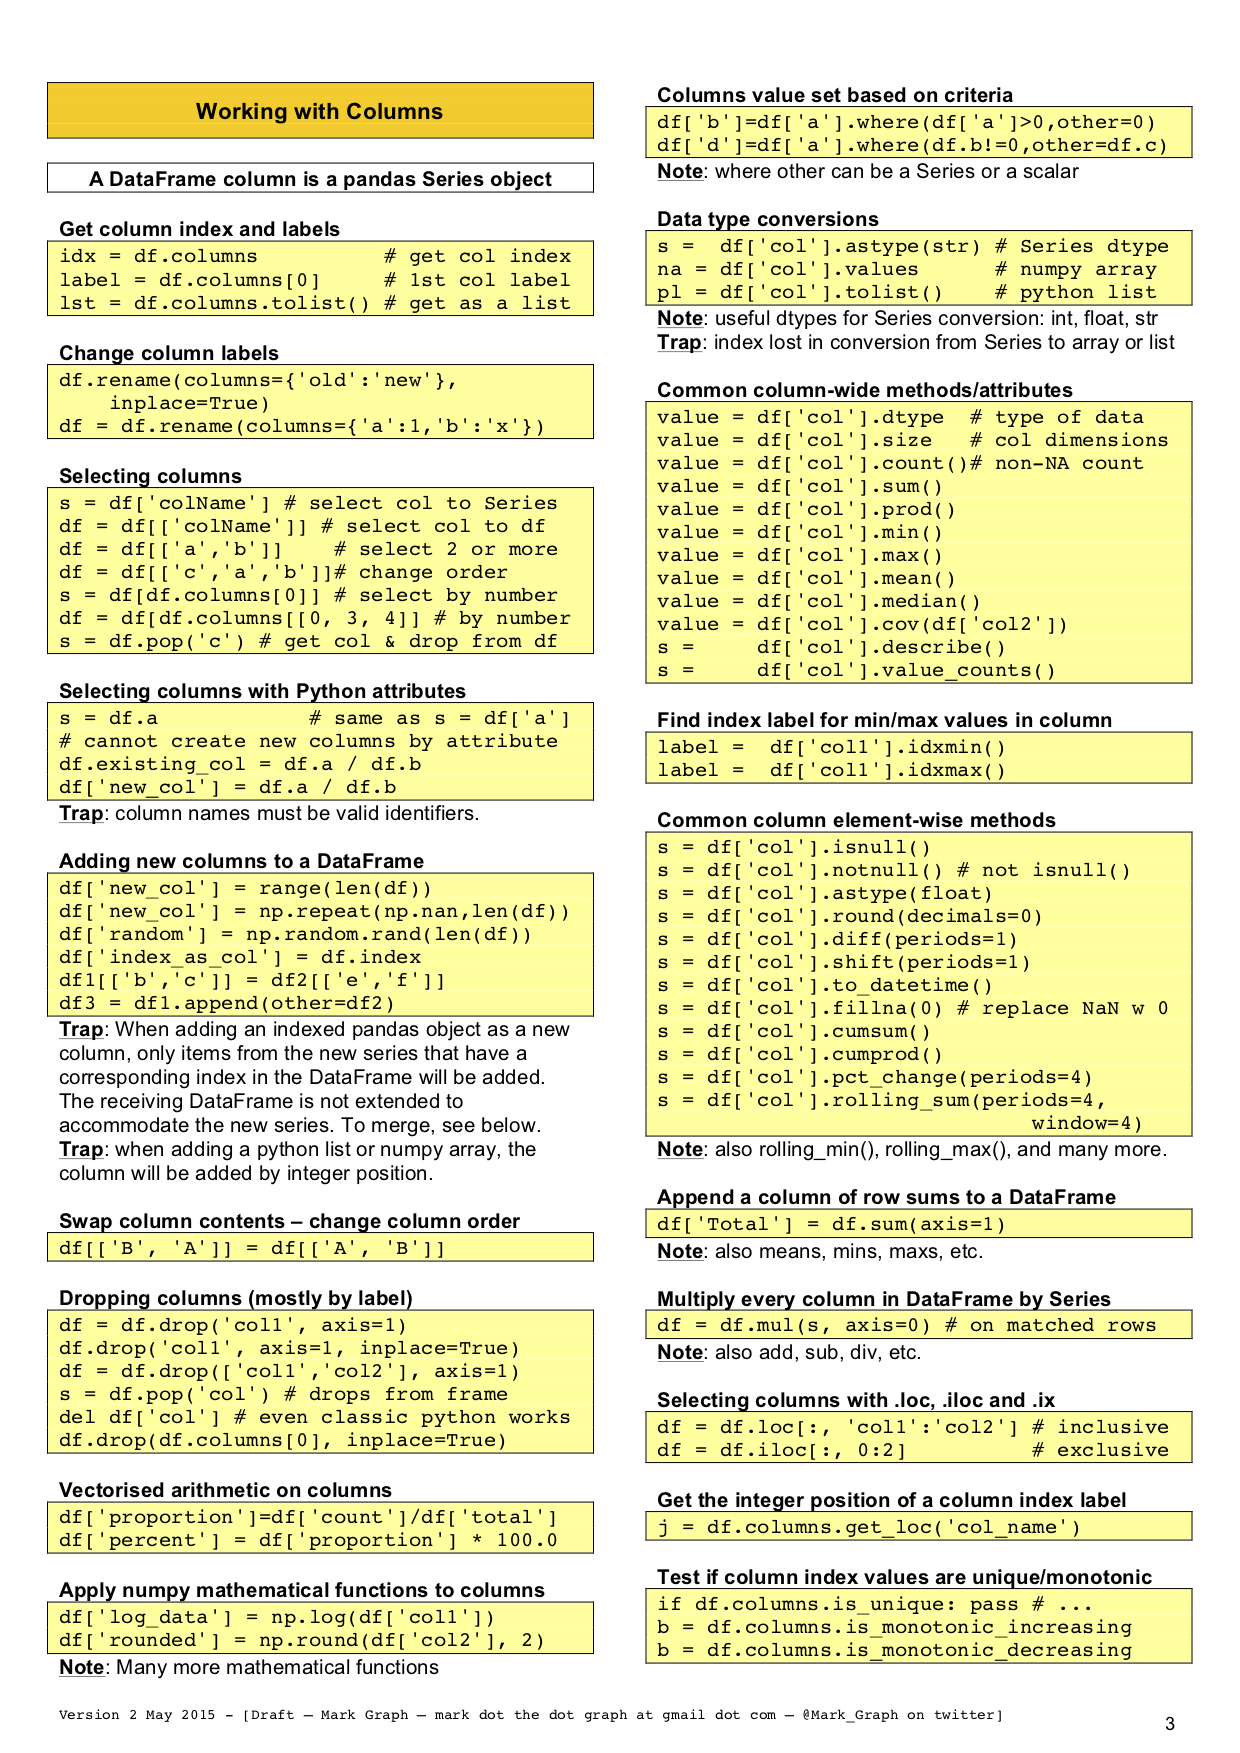 Working with Columns
A DataFrame column is a pandas Series object
Get column index and labels
idx = df.columns          # get col index
label = df.columns[0]     # 1st col label
lst = df.columns.tolist() # get as a list
Change column labels
df.rename(columns={'old':'new'},
    inplace=True)
df = df.rename(columns={'a':1,'b':'x'})
Selecting columns
s = df['colName'] # select col to Series
df = df[['colName']] # select col to df
df = df[['a','b']]    # select 2 or more
df = df[['c','a','b']]# change order
s = df[df.columns[0]] # select by number
df = df[df.columns[[0, 3, 4]] # by number
s = df.pop('c') # get col & drop from df
Selecting columns with Python attributes
s = df.a            # same as s = df['a']
# cannot create new columns by attribute
df.existing_col = df.a / df.b
df['new_col'] = df.a / df.b
Trap: column names must be valid identifiers.
Adding new columns to a DataFrame
df['new_col'] = range(len(df))
df['new_col'] = np.repeat(np.nan,len(df))
df['random'] = np.random.rand(len(df))
df['index_as_col'] = df.index
df1[['b','c']] = df2[['e','f']]
df3 = df1.append(other=df2)
Trap: When adding an indexed pandas object as a new
column, only items from the new series that have a
corresponding index in the DataFrame will be added.
The receiving DataFrame is not extended to
accommodate the new series. To merge, see below.
Trap: when adding a python list or numpy array, the
column will be added by integer position.
Swap column contents – change column order
df[['B', 'A']] = df[['A', 'B']]
Dropping columns (mostly by label)
df = df.drop('col1', axis=1)
df.drop('col1', axis=1, inplace=True)
df = df.drop(['col1','col2'], axis=1)
s = df.pop('col') # drops from frame
del df['col'] # even classic python works
df.drop(df.columns[0], inplace=True)
Vectorised arithmetic on columns
df['proportion']=df['count']/df['total']
df['percent'] = df['proportion'] * 100.0
Apply numpy mathematical functions to columns
df['log_data'] = np.log(df['col1'])
df['rounded'] = np.round(df['col2'], 2)
Note: Many more mathematical functions
Columns value set based on criteria
df['b']=df['a'].where(df['a']>0,other=0)
df['d']=df['a'].where(df.b!=0,other=df.c)
Note: where other can be a Series or a scalar
Data type conversions
s =  df['col'].astype(str) # Series dtype
na = df['col'].values      # numpy array
pl = df['col'].tolist()    # python list
Note: useful dtypes for Series conversion: int, float, str
Trap: index lost in conversion from Series to array or list
Common column-wide methods/attributes
value = df['col'].dtype  # type of data
value = df['col'].size   # col dimensions
value = df['col'].count()# non-NA count
value = df['col'].sum()
value = df['col'].prod()
value = df['col'].min()
value = df['col'].max()
value = df['col'].mean()
value = df['col'].median()
value = df['col'].cov(df['col2'])
s =     df['col'].describe()
s =     df['col'].value_counts()
Find index label for min/max values in column
label =  df['col1'].idxmin()
label =  df['col1'].idxmax()
Common column element-wise methods
s = df['col'].isnull()
s = df['col'].notnull() # not isnull()
s = df['col'].astype(float)
s = df['col'].round(decimals=0)
s = df['col'].diff(periods=1)
s = df['col'].shift(periods=1)
s = df['col'].to_datetime()
s = df['col'].fillna(0) # replace NaN w 0
s = df['col'].cumsum()
s = df['col'].cumprod()
s = df['col'].pct_change(periods=4)
s = df['col'].rolling_sum(periods=4,
                              window=4)
Note: also rolling_min(), rolling_max(), and many more.
Append a column of row sums to a DataFrame
df['Total'] = df.sum(axis=1)
Note: also means, mins, maxs, etc.
Multiply every column in DataFrame by Series
df = df.mul(s, axis=0) # on matched rows
Note: also add, sub, div, etc.
Selecting columns with .loc, .iloc and .ix
df = df.loc[:, 'col1':'col2'] # inclusive
df = df.iloc[:, 0:2]          # exclusive
Get the integer position of a column index label
j = df.columns.get_loc('col_name')
Test if column index values are unique/monotonic
if df.columns.is_unique: pass # ...
b = df.columns.is_monotonic_increasing
b = df.columns.is_monotonic_decreasing
Version 2 May 2015 - [Draft – Mark Graph – mark dot the dot graph at gmail dot com – @Mark_Graph on twitter]
3